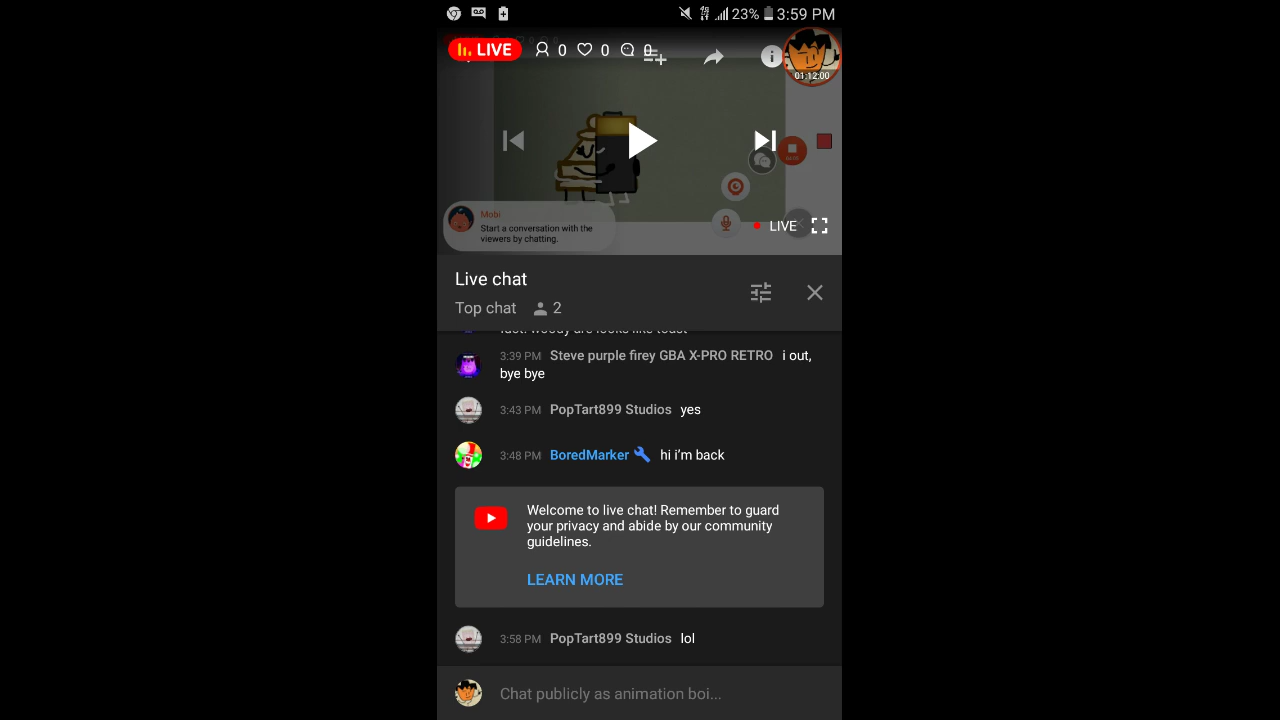 23% 3:59 PM
LIVE 0 0 0
01:12:00
Mobi
Start a conversation with the
viewers by chatting.
LIVE
Live chat
Top chat 2
3:39 PM Steve purple firey GBA X-PRO RETRO i out,
bye bye
3:43 PM PopTart899 Studios yes
3:48 PM BoredMarker hi i'm back
Welcome to live chat! Remember to guard
your privacy and abide by our community
guidelines.
LEARN MORE
3:58 PM PopTart899 Studios lol
Chat publicly as animation boi...